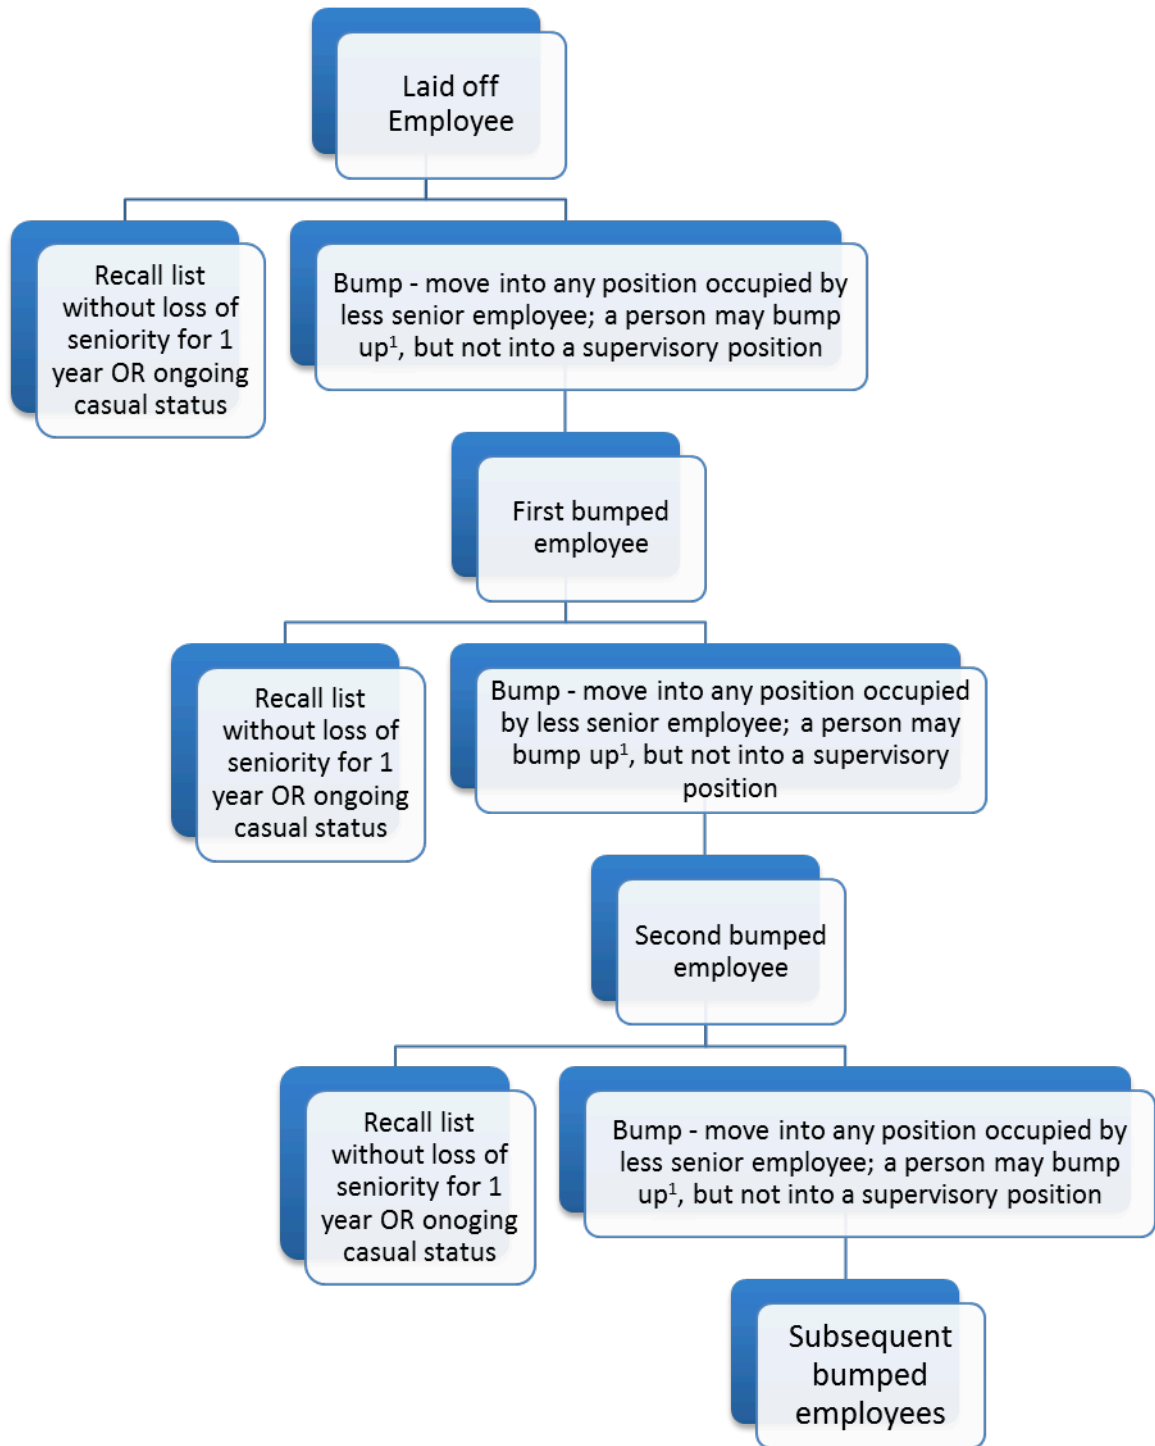 Laid off
Employee
Recall list
without loss of
seniority for 1
year OR ongoing
casual status
Bump - move into any position occupied by
less senior employee; a person may bump
up¹, but not into a supervisory position
First bumped
employee
Recall list
without loss of
seniority for 1
year OR ongoing
casual status
Bump - move into any position occupied
by less senior employee; a person may
bump up¹, but not into a supervisory
position
Second bumped
employee
Recall list
without loss of
seniority for 1
year OR onoging
casual status
Bump - move into any position occupied by
less senior employee; a person may bump
up¹, but not into a supervisory position
Subsequent
bumped
employees